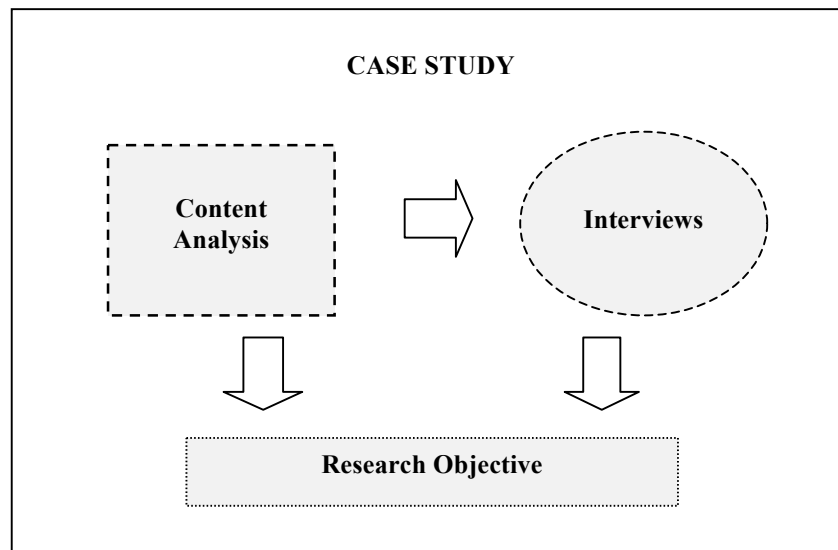 CASE STUDY
Content
Analysis
Interviews
Research Objective